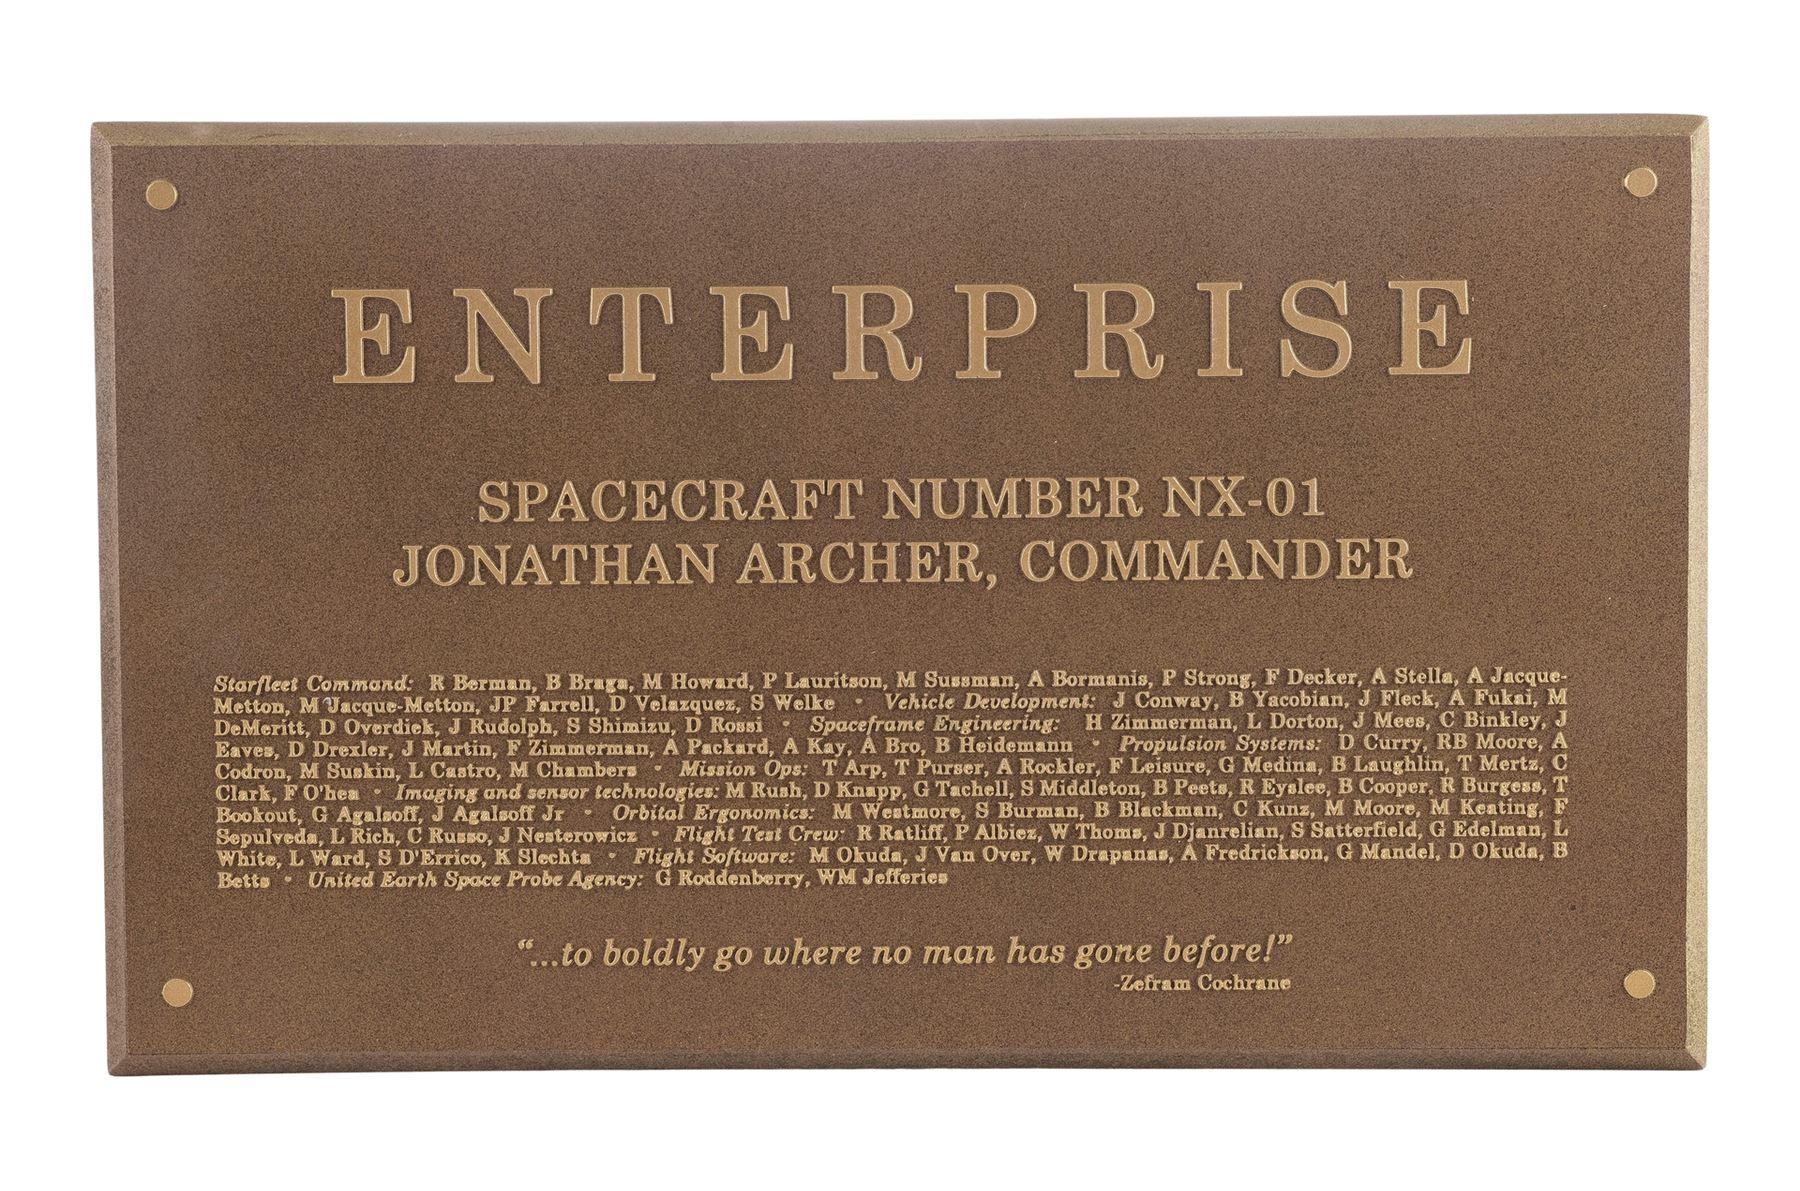 ENTERPRISE
SPACECRAFT NUMBER NX-01
JONATHAN ARCHER, COMMANDER
Starfleet Command: R Berman, B Braga, M Howard, P Lauritson, M Sussman, A Bormanis, P Strong, F Decker, A Stella, A Jacque-
Metton, M Jacque-Metton, JP Farrell, D Velazquez, S Welke • Vehicle Development: J Conway, B Yacobian, J Fleck, A Fukai, M
DeMeritt, D Overdiek, J Rudolph, S Shimizu, D Rossi • Spaceframe Engineering: H Zimmerman, L Dorton, J Mees, C Binkley, J
Eaves, D Drexler, J Martin, F Zimmerman, A Packard, A Kay, A Bro, B Heidemann • Propulsion Systems: D Curry, RB Moore, A
Codron, M Suskin, L Castro, M Chambers • Mission Ops: T Arp, T Purser, A Rockler, F Leisure, G Medina, B Laughlin, T Mertz, C
Clark, F O'hea • Imaging and sensor technologies: M Rush, D Knapp, G Tachell, S Middleton, B Peets, R Eyslee, B Cooper, R Burgess, T
Bookout, G Agalsoff, J Agalsoff Jr • Orbital Ergonomics: M Westmore, S Burman, B Blackman, C Kunz, M Moore, M Keating, F
Sepulveda, L Rich, C Russo, J Nesterowicz • Flight Test Crew: R Ratliff, P Albiez, W Thoms, J Djanrelian, S Satterfield, G Edelman, L
White, L Ward, S D'Errico, K Slechta • Flight Software: M Okuda, J Van Over, W Drapanas, A Fredrickson, G Mandel, D Okuda, B
Betts • United Earth Space Probe Agency: G Roddenberry, WM Jefferies
“...to boldly go where no man has gone before!”
-Zefram Cochrane